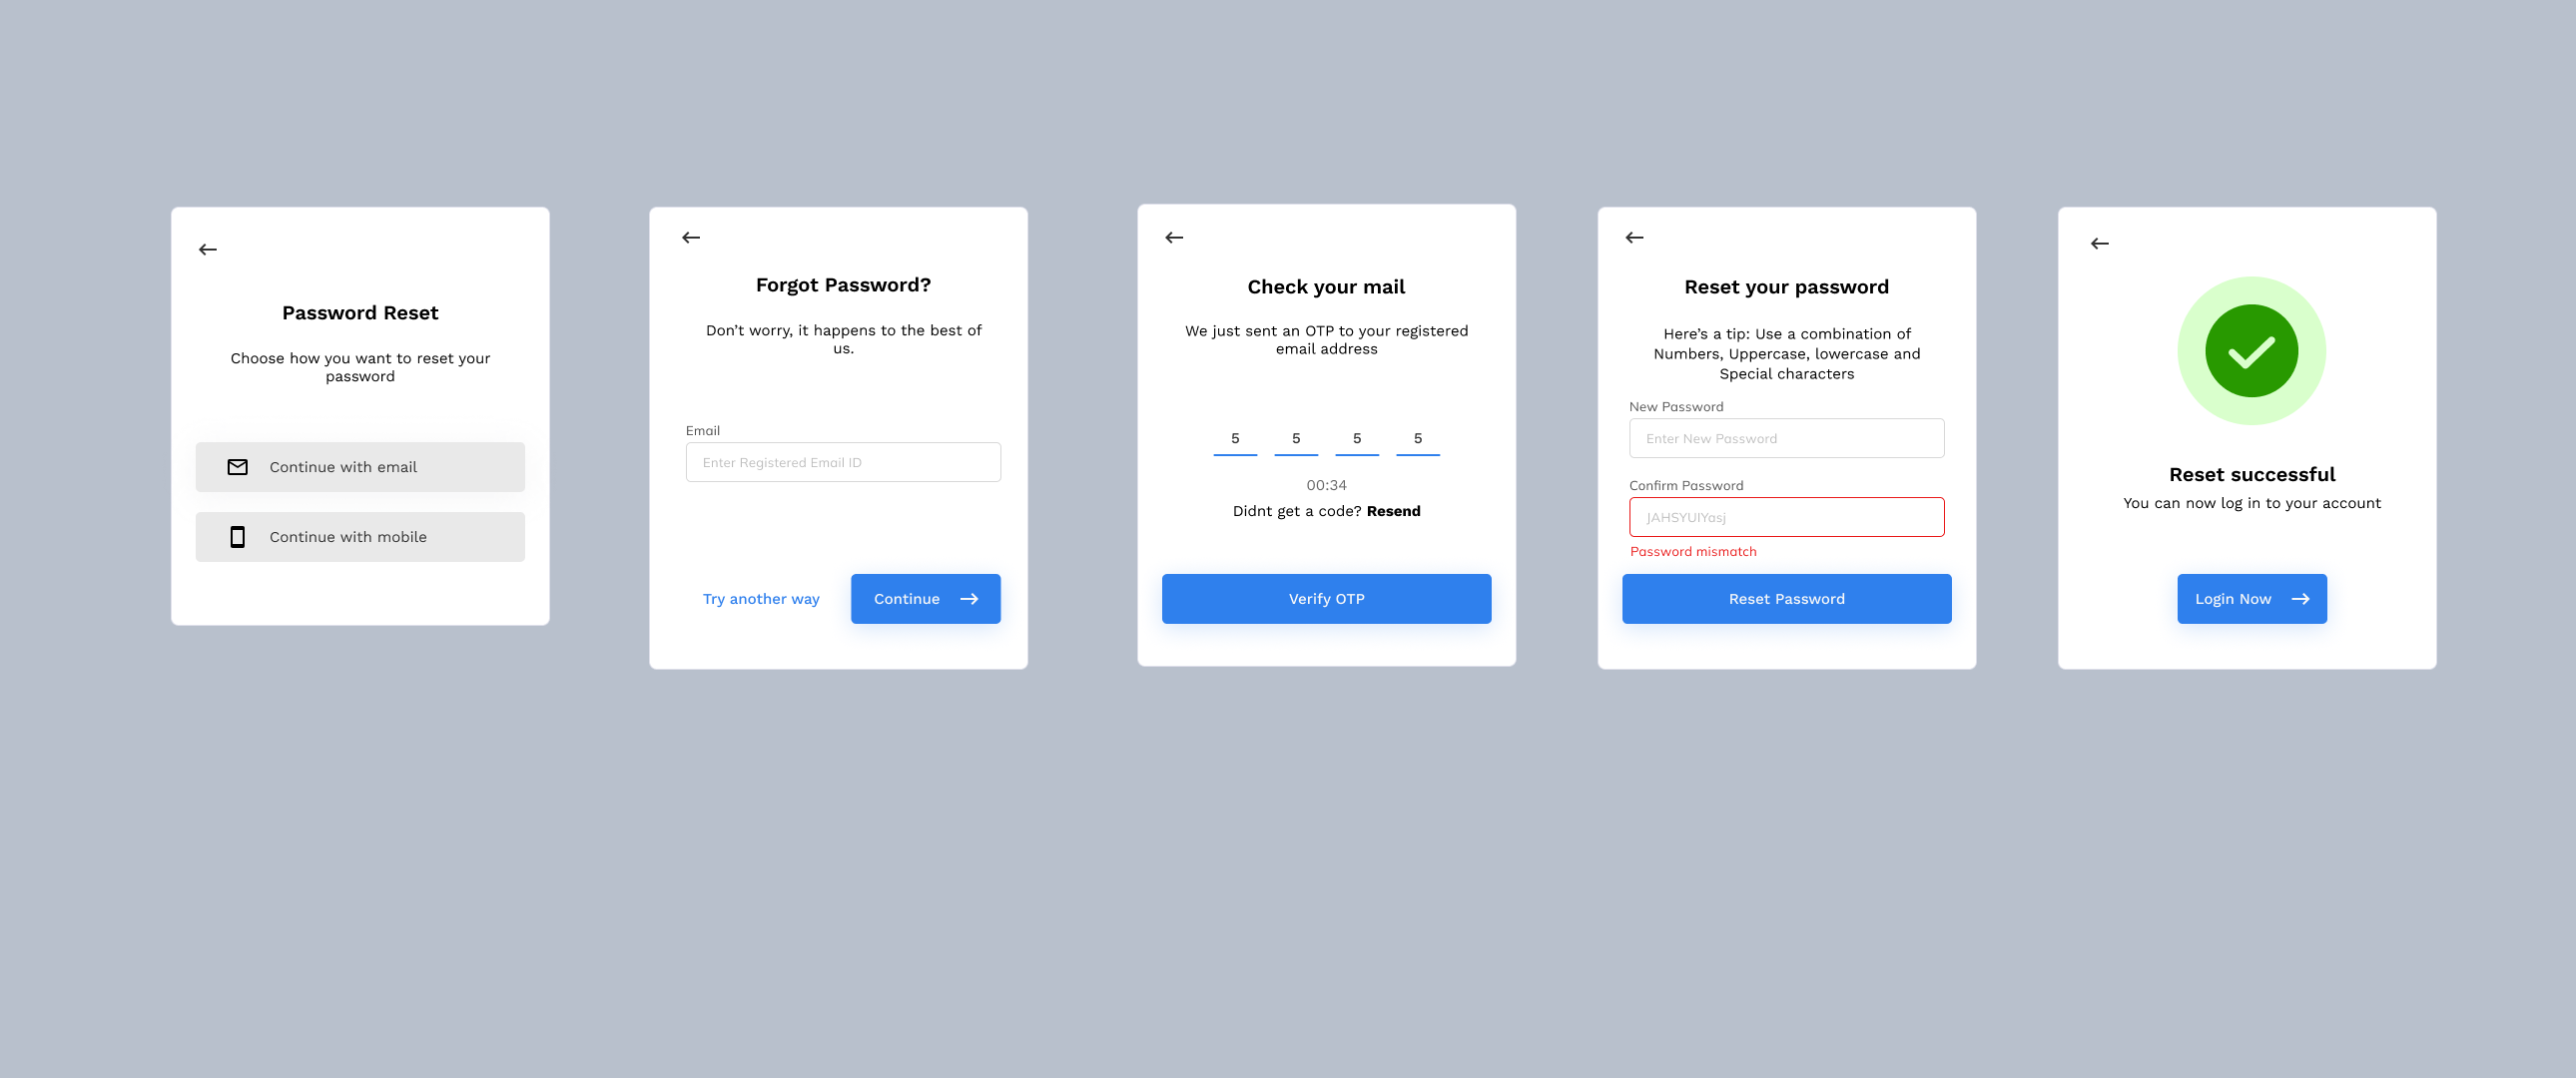 Password Reset
Choose how you want to reset your
password
Continue with email
Continue with mobile
Forgot Password?
Don’t worry, it happens to the best of
us.
Email
Enter Registered Email ID
Try another way
Continue
Check your mail
We just sent an OTP to your registered
email address
5 5 5 5
00:34
Didnt get a code? Resend
Verify OTP
Reset your password
Here’s a tip: Use a combination of
Numbers, Uppercase, lowercase and
Special characters
New Password
Enter New Password
Confirm Password
JAHSYUIYasj
Password mismatch
Reset Password
Reset successful
You can now log in to your account
Login Now